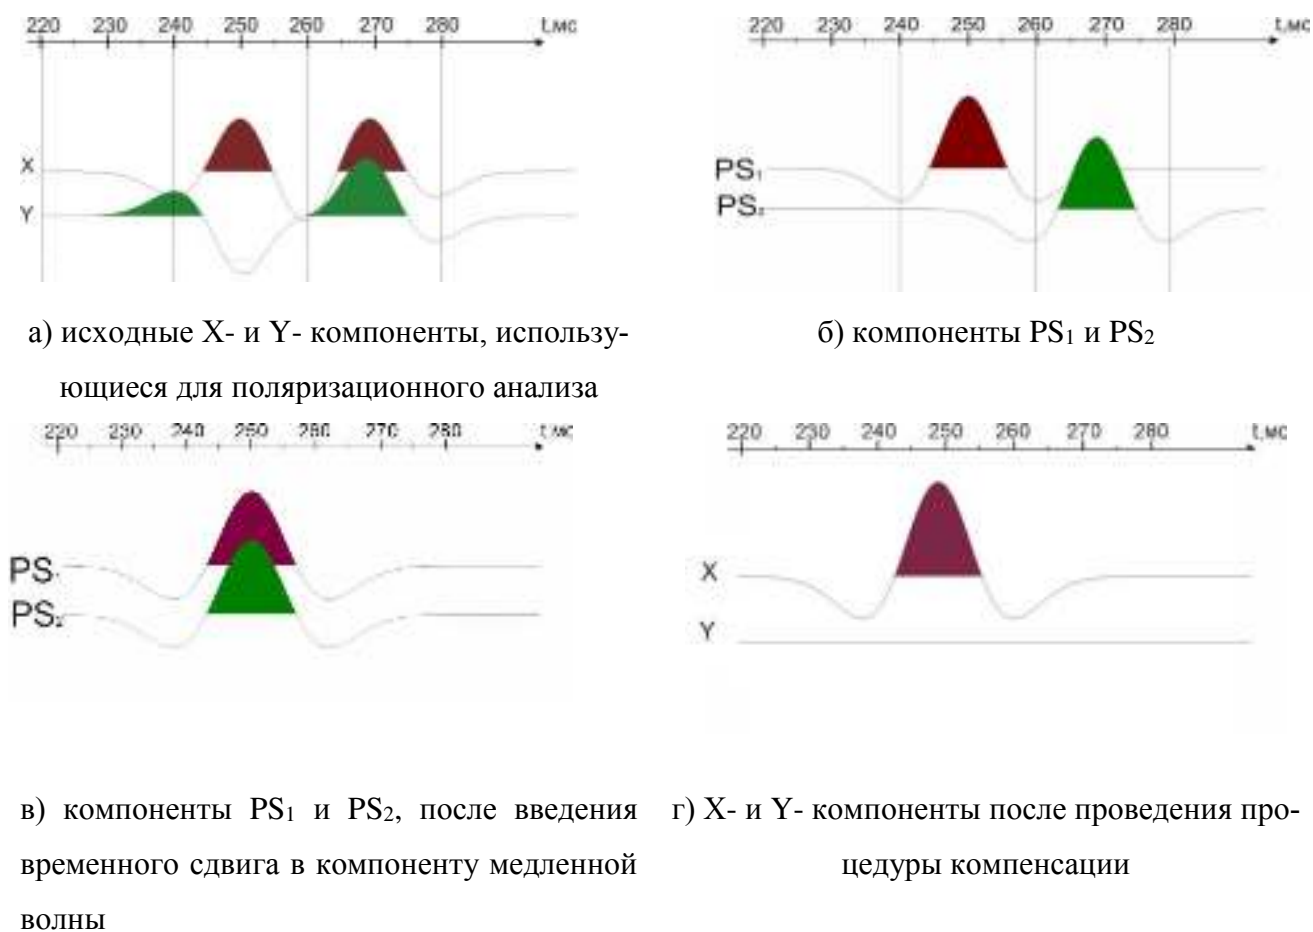 220 230 240 250 260 270 280 t,мс
X
Y
220 230 240 250 260 270 280 t,мс
PS₁
PS₂
а) исходные X- и Y- компоненты, использу-
ющиеся для поляризационного анализа
б) компоненты PS₁ и PS₂
220 230 240 250 260 270 280 t,мс
PS₁
PS₂
220 230 240 250 260 270 280 t,мс
X
Y
в) компоненты PS₁ и PS₂, после введения
временного сдвига в компоненту медленной
волны
г) X- и Y- компоненты после проведения про-
цедуры компенсации